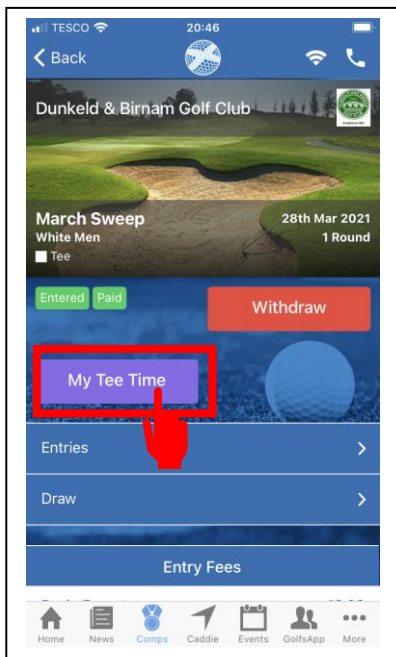 TESCO 20:46
Back
Dunkeld & Birnam Golf Club
March Sweep 28th Mar 2021
White Men 1 Round
Tee
Entered Paid
Withdraw
My Tee Time
Entries
Draw
Entry Fees
Home News Comps Caddie Events GolfsApp More